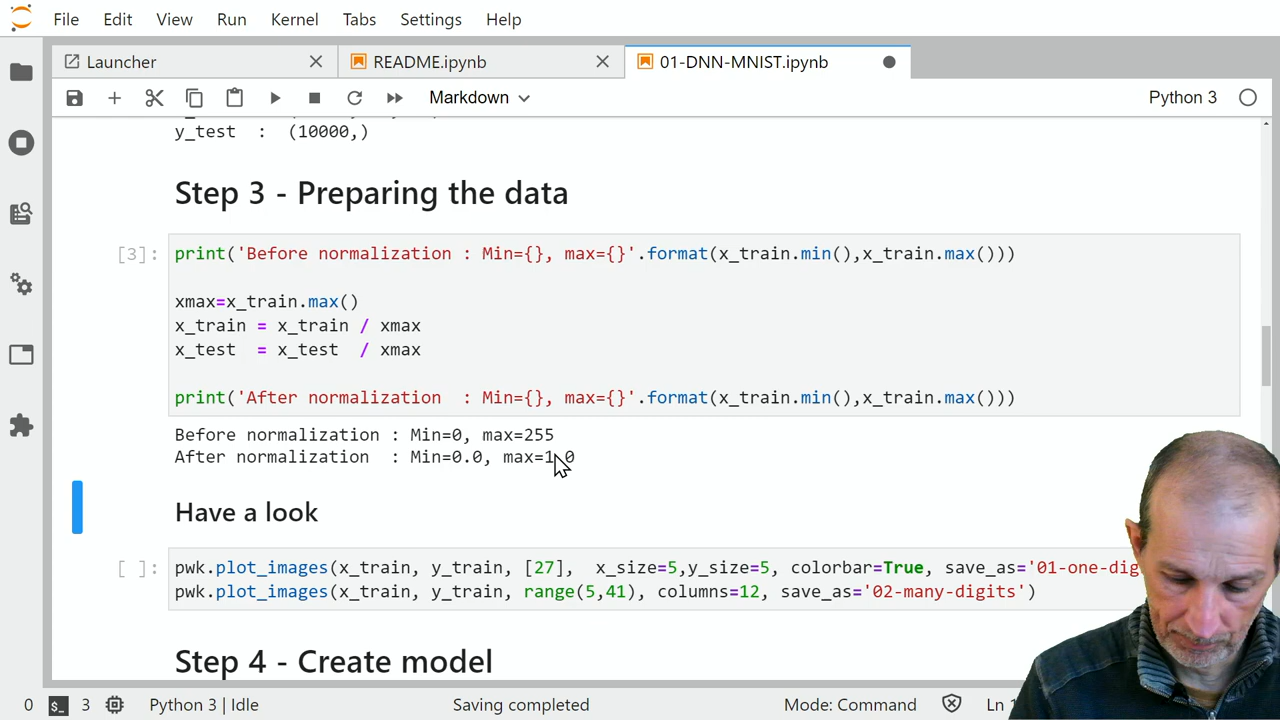 File Edit View Run Kernel Tabs Settings Help
Launcher README.ipynb 01-DNN-MNIST.ipynb
Markdown Python 3
y_test : (10000,)
Step 3 - Preparing the data
[3]: print('Before normalization : Min={}, max={}'.format(x_train.min(),x_train.max()))
xmax=x_train.max()
x_train = x_train / xmax
x_test = x_test / xmax
print('After normalization : Min={}, max={}'.format(x_train.min(),x_train.max()))
Before normalization : Min=0, max=255
After normalization : Min=0.0, max=1.0
Have a look
[ ]: pwk.plot_images(x_train, y_train, [27], x_size=5,y_size=5, colorbar=True, save_as='01-one-dig
pwk.plot_images(x_train, y_train, range(5,41), columns=12, save_as='02-many-digits')
Step 4 - Create model
0 3 Python 3 | Idle Saving completed Mode: Command Ln